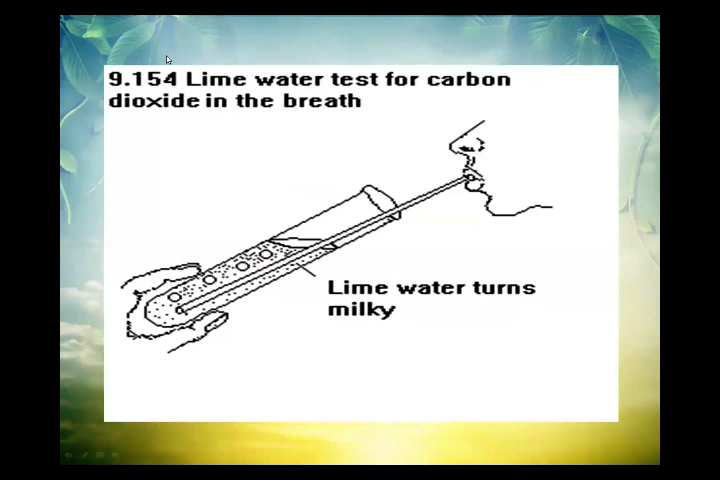 9.154 Lime water test for carbon
dioxide in the breath
Lime water turns
milky